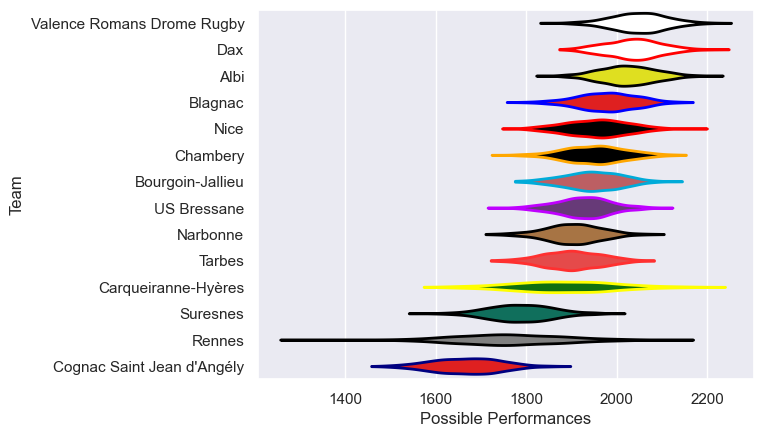 Valence Romans Drome Rugby
Dax
Albi
Blagnac
Nice
Chambery
Bourgoin-Jallieu
US Bressane
Narbonne
Tarbes
Carqueiranne-Hyères
Suresnes
Rennes
Cognac Saint Jean d'Angély
Team
1400 1600 1800 2000 2200
Possible Performances